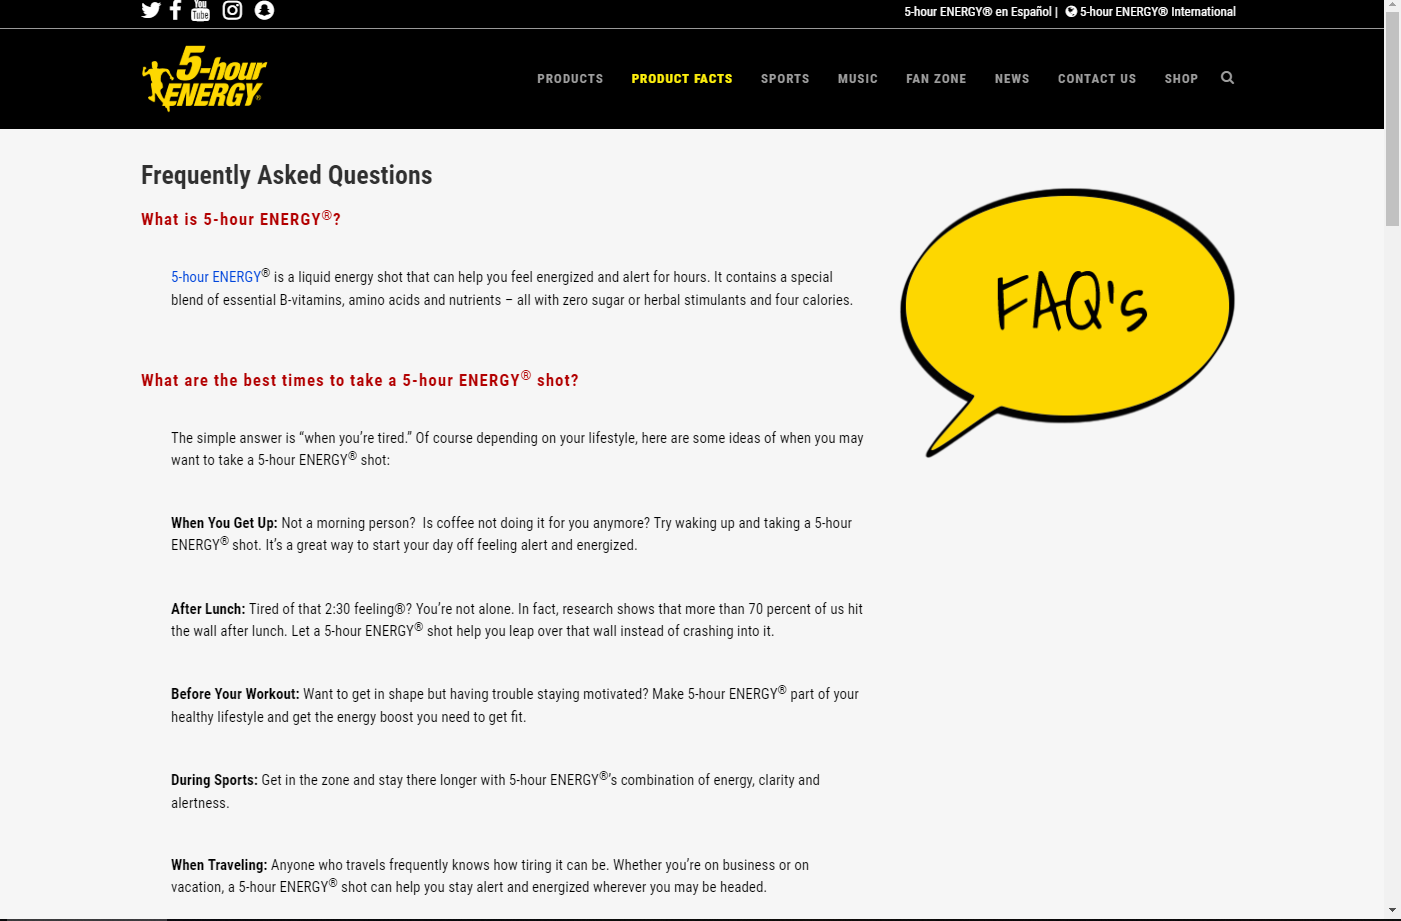 You
Tube
5-hour ENERGY® en Español | 5-hour ENERGY® International
5-hour
ENERGY®
PRODUCTS PRODUCT FACTS SPORTS MUSIC FAN ZONE NEWS CONTACT US SHOP
Frequently Asked Questions
What is 5-hour ENERGY®?
5-hour ENERGY® is a liquid energy shot that can help you feel energized and alert for hours. It contains a special
blend of essential B-vitamins, amino acids and nutrients – all with zero sugar or herbal stimulants and four calories.
FAQ's
What are the best times to take a 5-hour ENERGY® shot?
The simple answer is “when you’re tired.” Of course depending on your lifestyle, here are some ideas of when you may
want to take a 5-hour ENERGY® shot:
When You Get Up: Not a morning person?  Is coffee not doing it for you anymore? Try waking up and taking a 5-hour
ENERGY® shot. It’s a great way to start your day off feeling alert and energized.
After Lunch: Tired of that 2:30 feeling®? You’re not alone. In fact, research shows that more than 70 percent of us hit
the wall after lunch. Let a 5-hour ENERGY® shot help you leap over that wall instead of crashing into it.
Before Your Workout: Want to get in shape but having trouble staying motivated? Make 5-hour ENERGY® part of your
healthy lifestyle and get the energy boost you need to get fit.
During Sports: Get in the zone and stay there longer with 5-hour ENERGY®’s combination of energy, clarity and
alertness.
When Traveling: Anyone who travels frequently knows how tiring it can be. Whether you’re on business or on
vacation, a 5-hour ENERGY® shot can help you stay alert and energized wherever you may be headed.